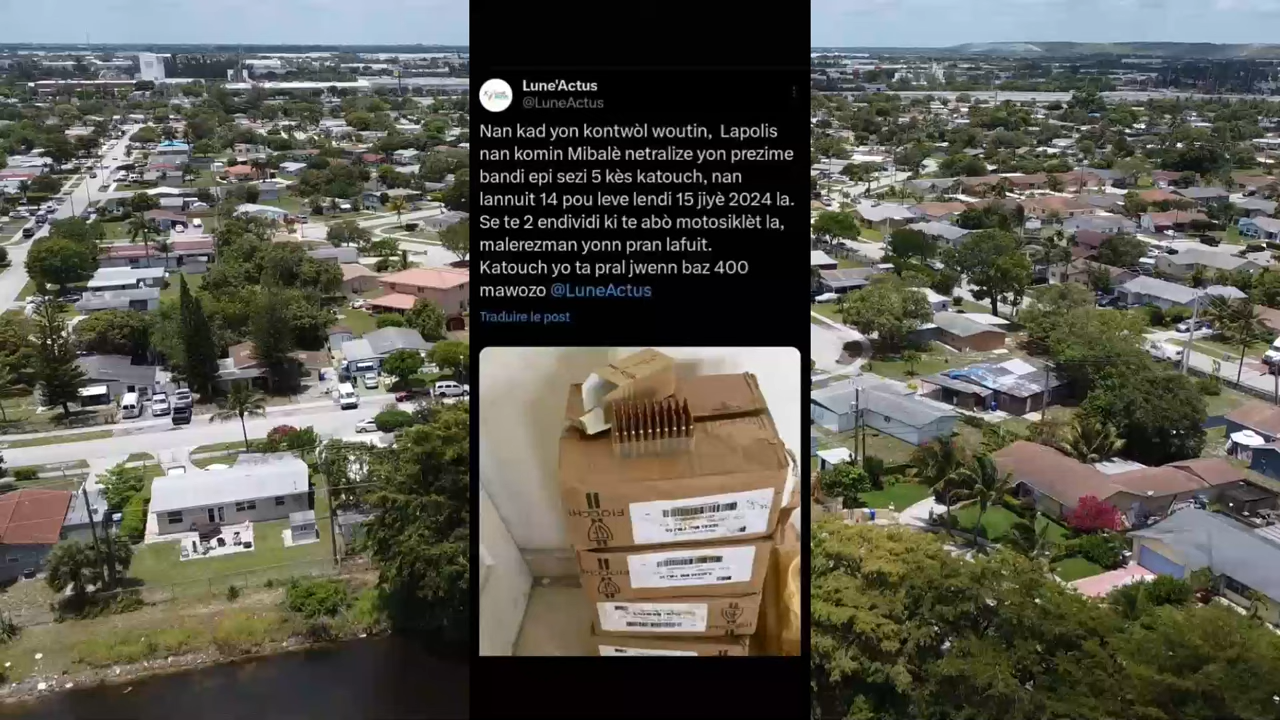 Lune'Actus
@LuneActus
Nan kad yon kontwòl woutin, Lapolis
nan komin Mibalè netralize yon prezime
bandi epi sezi 5 kès katouch, nan
lannuit 14 pou leve lendi 15 jiyè 2024 la.
Se te 2 endividi ki te abò motosiklèt la,
malerezman yonn pran lafuit.
Katouch yo ta pral jwenn baz 400
mawozo @LuneActus
Traduire le post
FIOCCHI
FIOCCHI